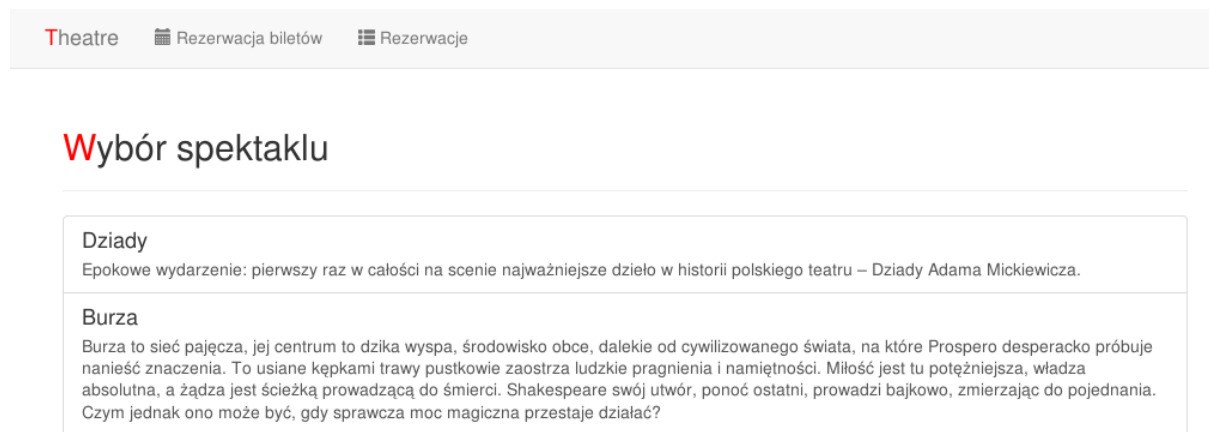 Theatre Rezerwacja biletów Rezerwacje
Wybór spektaklu
Dziady
Epokowe wydarzenie: pierwszy raz w całości na scenie najważniejsze dzieło w historii polskiego teatru – Dziady Adama Mickiewicza.
Burza
Burza to sieć pajęcza, jej centrum to dzika wyspa, środowisko obce, dalekie od cywilizowanego świata, na które Prospero desperacko próbuje
nanieść znaczenia. To usiane kępkami trawy pustkowie zaostrza ludzkie pragnienia i namiętności. Miłość jest tu potężniejsza, władza
absolutna, a żądza jest ścieżką prowadzącą do śmierci. Shakespeare swój utwór, ponoć ostatni, prowadzi bajkowo, zmierzając do pojednania.
Czym jednak ono może być, gdy sprawcza moc magiczna przestaje działać?